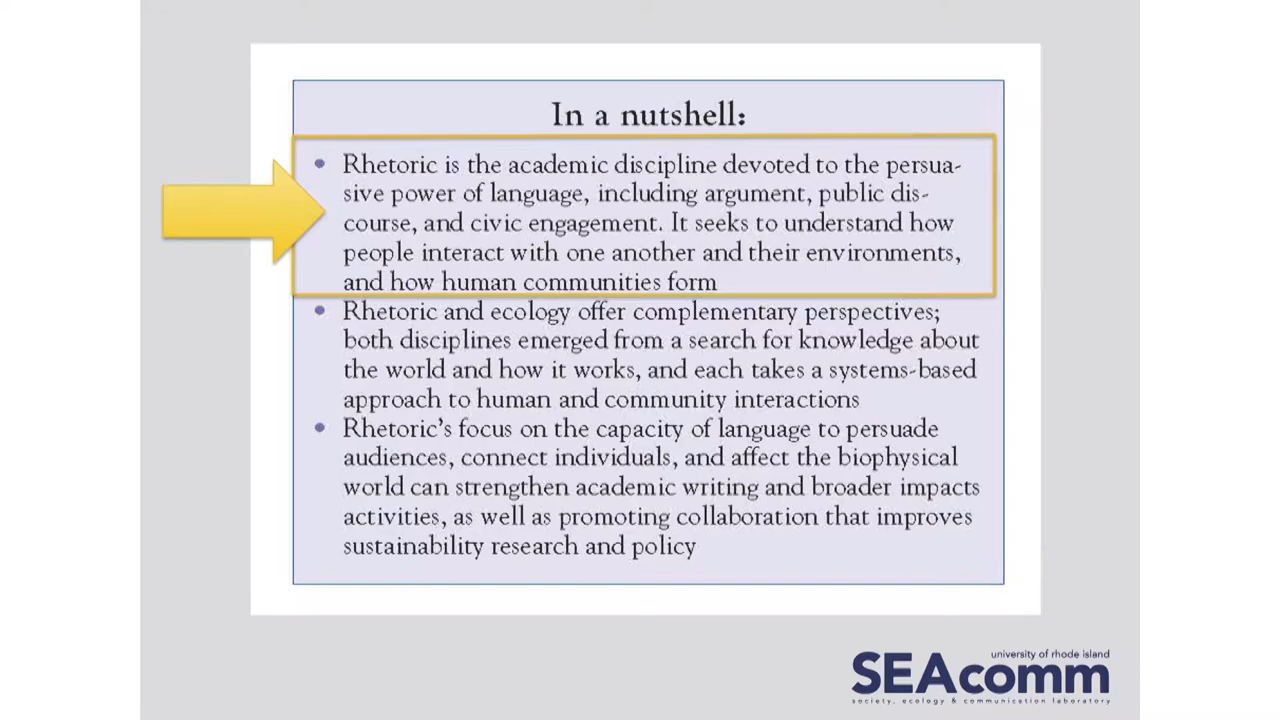 In a nutshell:
• Rhetoric is the academic discipline devoted to the persua-
sive power of language, including argument, public dis-
course, and civic engagement. It seeks to understand how
people interact with one another and their environments,
and how human communities form
• Rhetoric and ecology offer complementary perspectives;
both disciplines emerged from a search for knowledge about
the world and how it works, and each takes a systems-based
approach to human and community interactions
• Rhetoric's focus on the capacity of language to persuade
audiences, connect individuals, and affect the biophysical
world can strengthen academic writing and broader impacts
activities, as well as promoting collaboration that improves
sustainability research and policy
university of rhode island
SEAcomm
society, ecology & communication laboratory